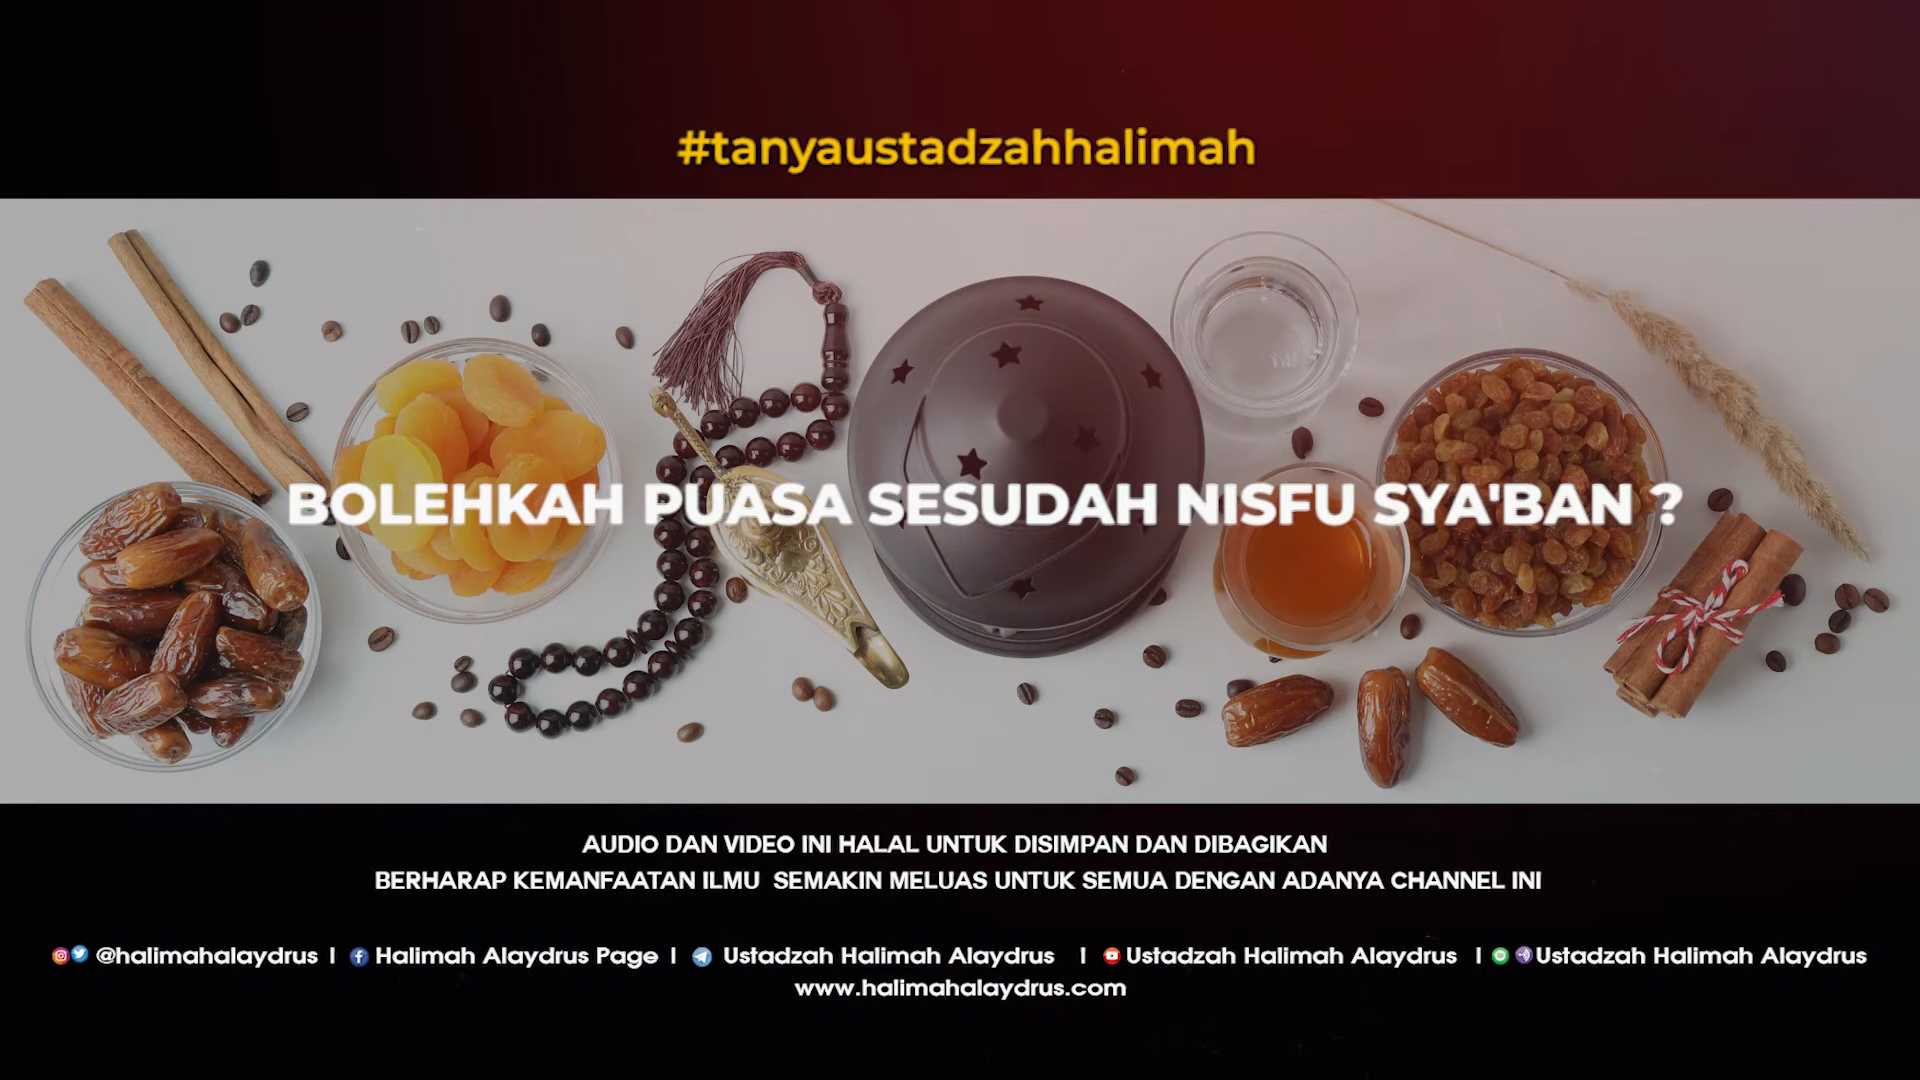 #tanyaustadzahhalimah
BOLEHKAH PUASA SESUDAH NISFU SYA'BAN ?
AUDIO DAN VIDEO INI HALAL UNTUK DISIMPAN DAN DIBAGIKAN
BERHARAP KEMANFAATAN ILMU SEMAKIN MELUAS UNTUK SEMUA DENGAN ADANYA CHANNEL INI
@halimahalaydrus | Halimah Alaydrus Page | Ustadzah Halimah Alaydrus | Ustadzah Halimah Alaydrus | Ustadzah Halimah Alaydrus
www.halimahalaydrus.com